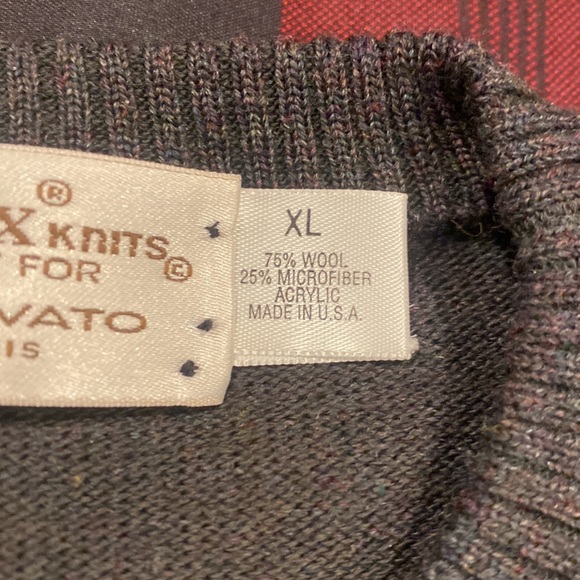 ®
X KNITS ©
FOR
VATO
IS
XL
75% WOOL
25% MICROFIBER
ACRYLIC
MADE IN U.S.A.